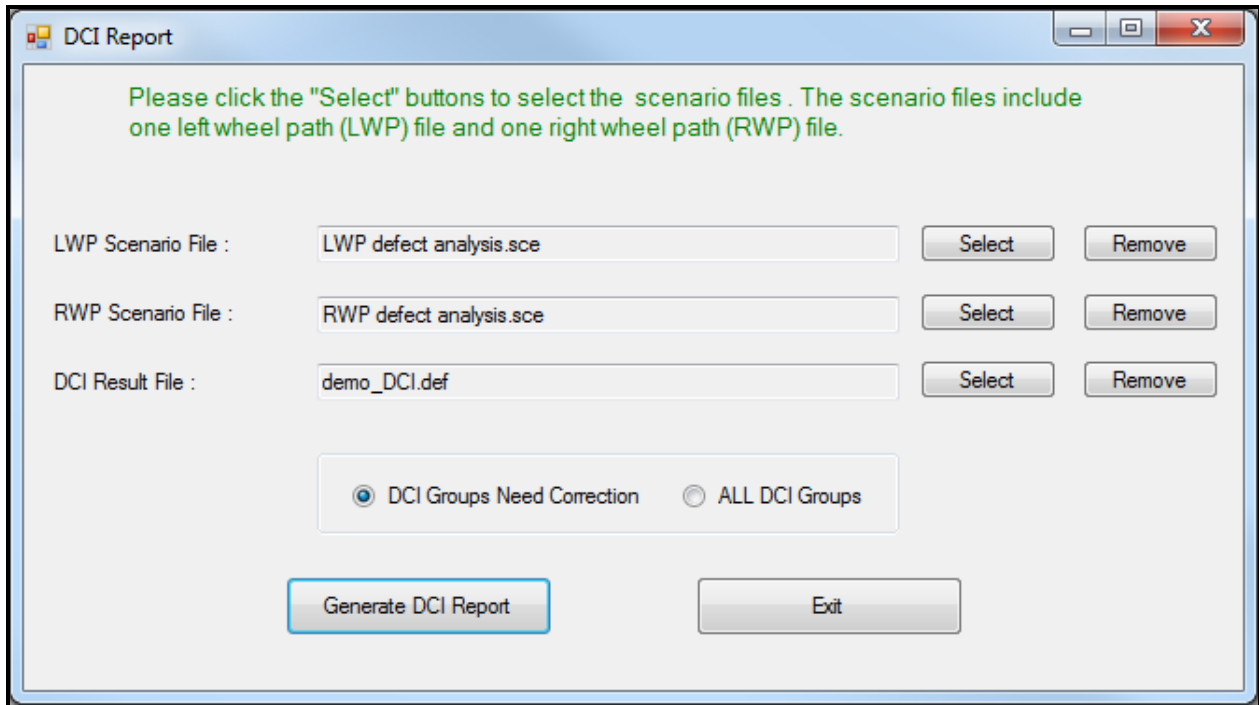 DCI Report
Please click the "Select" buttons to select the  scenario files . The scenario files include
one left wheel path (LWP) file and one right wheel path (RWP) file.
LWP Scenario File : LWP defect analysis.sce Select Remove
RWP Scenario File : RWP defect analysis.sce Select Remove
DCI Result File : demo_DCI.def Select Remove
DCI Groups Need Correction ALL DCI Groups
Generate DCI Report Exit